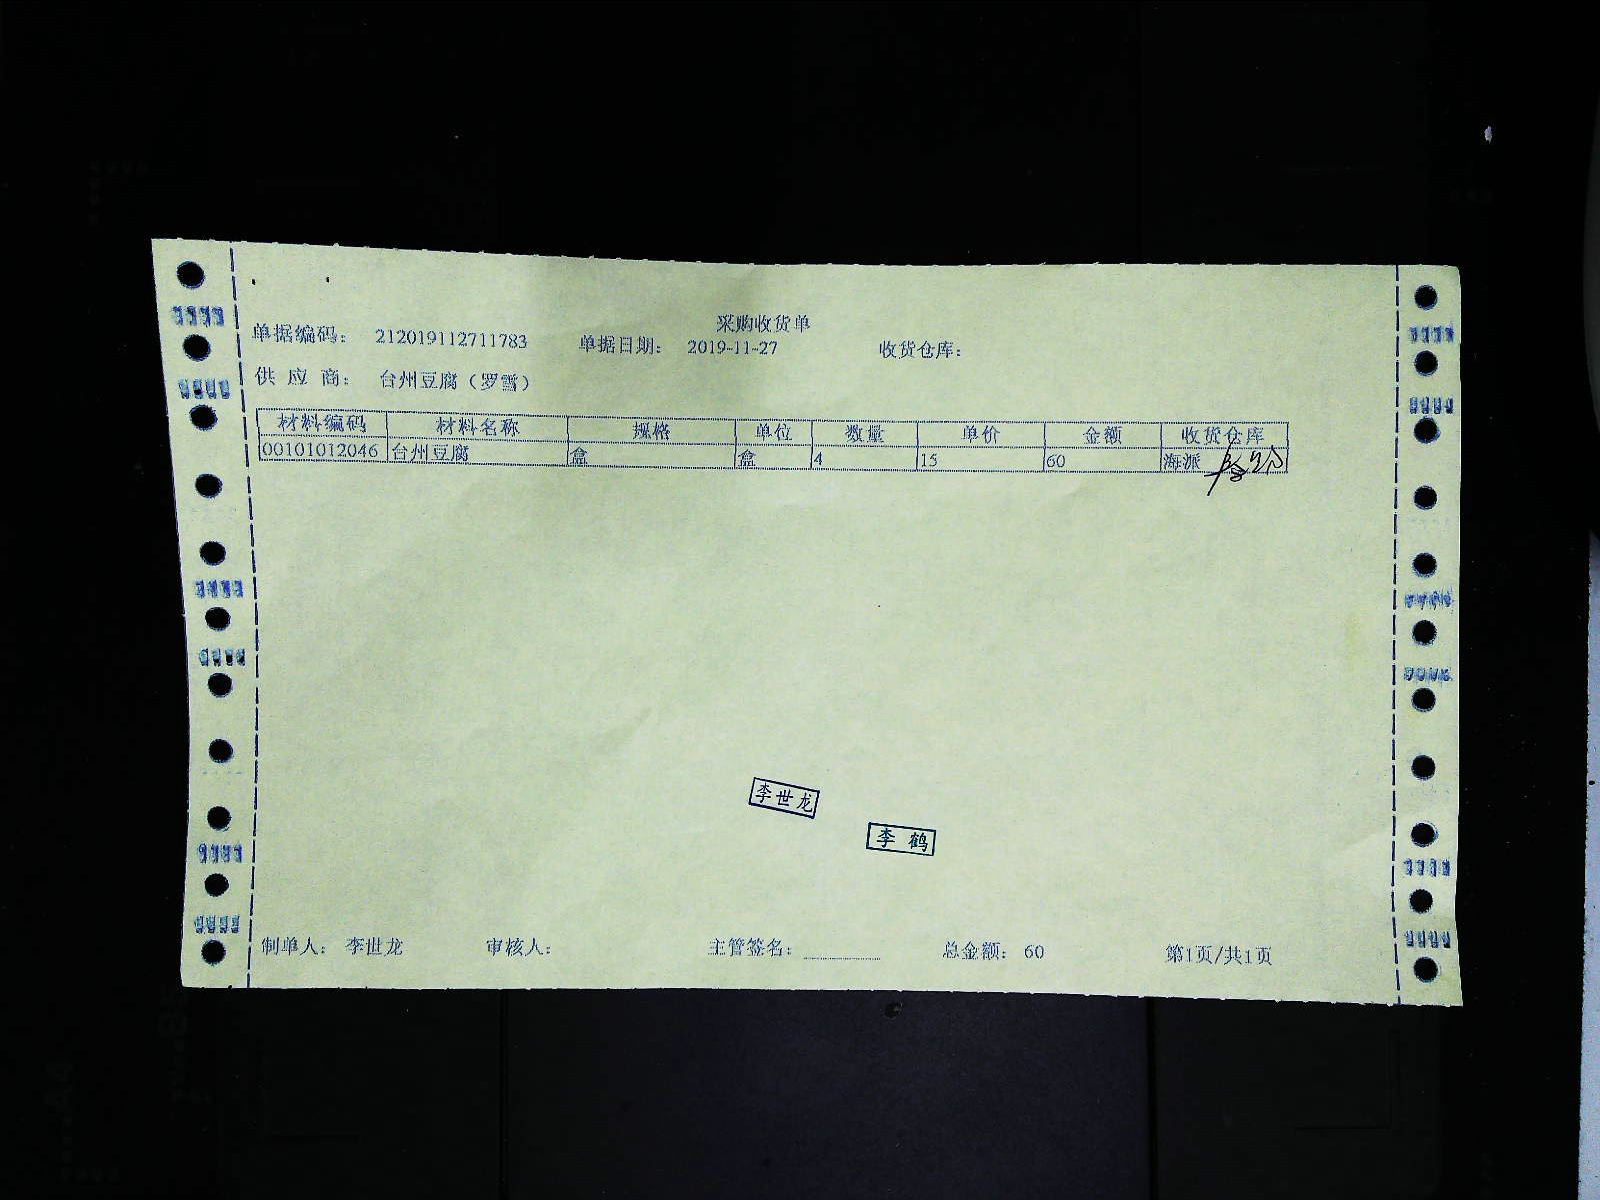 采购收货单
单据编码： 212019112711783 单据日期： 2019-11-27 收货仓库：
供 应 商： 台州豆腐（罗雪）
材料编码 材料名称 规格 单位 数量 单价 金额 收货仓库
00101012046 台州豆腐 盒 盒 4 15 60 海派
李世龙
李 鹤
制单人： 李世龙 审核人： 主管签名： 总金额： 60 第1页/共1页